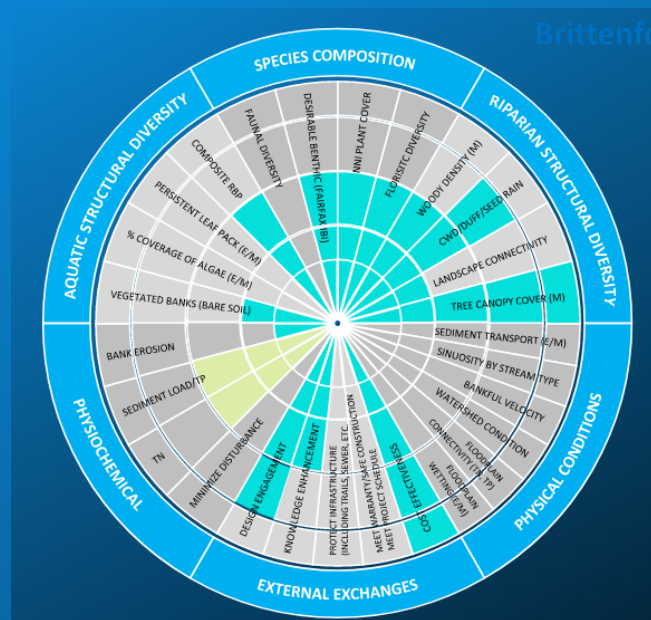 Brittenfo
SPECIES COMPOSITION
RIPARIAN STRUCTURAL DIVERSITY
PHYSICAL CONDITIONS
EXTERNAL EXCHANGES
PHYSIOCHEMICAL
AQUATIC STRUCTURAL DIVERSITY
FAUNAL DIVERSITY
DESIRABLE BENTHIC (FAIRFAX IBI)
NNI PLANT COVER
FLORISITC DIVERSITY
WOODY DENSITY (M)
CWD/DUFF/SEED RAIN
LANDSCAPE CONNECTIVITY
TREE CANOPY COVER (M)
SEDIMENT TRANSPORT (E/M)
SINUOSITY BY STREAM TYPE
BANKFUL VELOCITY
WATERSHED CONDITION
FLOODPLAIN
CONNECTIVITY (TN, TP)
FLOODPLAIN
WETTING (E/M)
COST EFFECTIVENESS
MEET WARRANTY/SAFE CONSTRUCTION
MEET PROJECT SCHEDULE
PROTECT INFRASTRUCTURE
(INCLUDING TRAILS, SEWER, ETC.
KNOWLEDGE ENHANCEMENT
DESIGN ENGAGEMENT
MINIMIZE DISTURBANCE
TN
SEDIMENT LOAD/TP
BANK EROSION
VEGETATED BANKS (BARE SOIL)
% COVERAGE OF ALGAE (E/M)
PERSISTENT LEAF PACK (E/M)
COMPOSITE RBP